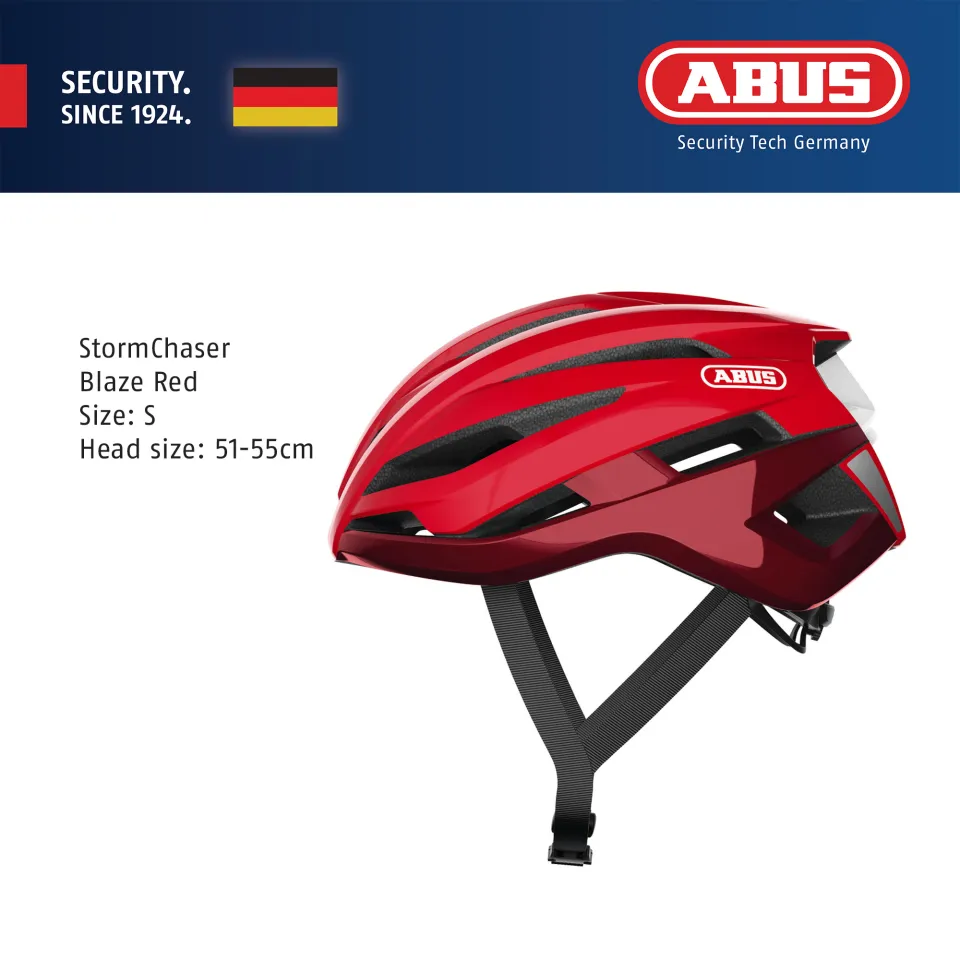 SECURITY.
SINCE 1924.
ABUS
Security Tech Germany
StormChaser
Blaze Red
Size: S
Head size: 51-55cm
ABUS